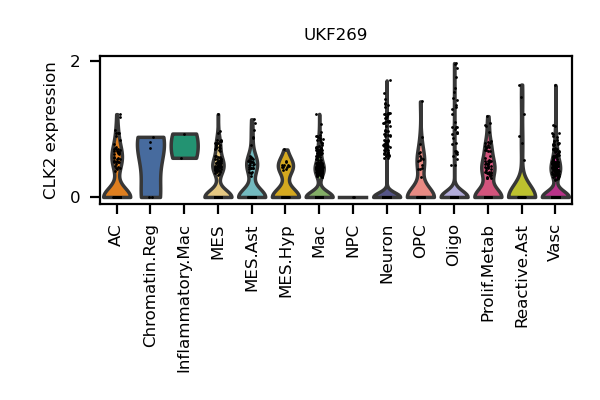 UKF269
CLK2 expression
2
0
AC
Chromatin.Reg
Inflammatory.Mac
MES
MES.Ast
MES.Hyp
Mac
NPC
Neuron
OPC
Oligo
Prolif.Metab
Reactive.Ast
Vasc